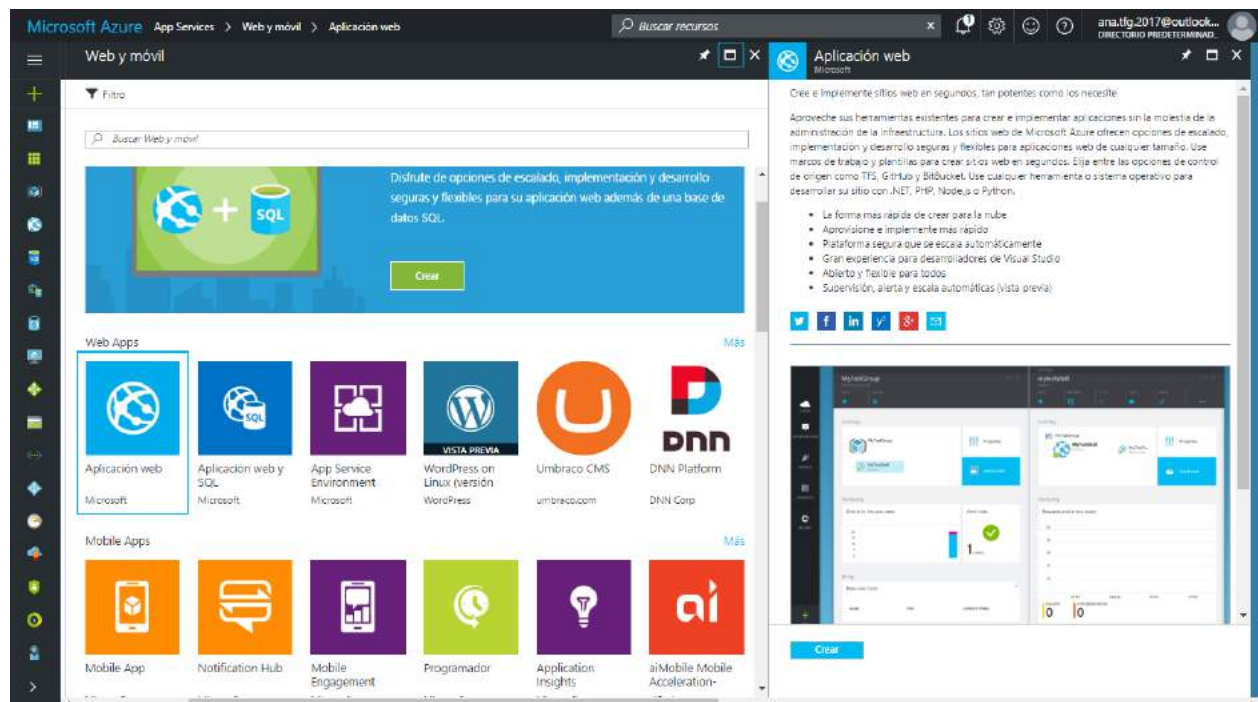 Microsoft Azure App Services > Web y móvil > Aplicación web
Buscar recursos
1
ana.tfg.2017@outlook...
DIRECTORIO PREDETERMINAD...
Web y móvil
Filtro
Buscar Web y móvil
Disfrute de opciones de escalado, implementación y desarrollo
seguras y flexibles para su aplicación web además de una base de
datos SQL.
SQL
Crear
Web Apps
Más
SQL
VISTA PREVIA
DNN
Aplicación web
Aplicación web y
SQL
App Service
Environment
WordPress on
Linux (versión
Umbraco CMS
DNN Platform
Microsoft
Microsoft
Microsoft
WordPress
umbraco.com
DNN Corp
Mobile Apps
Más
ai
Mobile App
Notification Hub
Mobile
Engagement
Programador
Application
Insights
aiMobile Mobile
Acceleration-
Aplicación web
Microsoft
Cree e implemente sitios web en segundos, tan potentes como los necesite
Aproveche sus herramientas existentes para crear e implementar aplicaciones sin la molestia de la
administración de la infraestructura. Los sitios web de Microsoft Azure ofrecen opciones de escalado,
implementación y desarrollo seguras y flexibles para aplicaciones web de cualquier tamaño. Use
marcos de trabajo y plantillas para crear sitios web en segundos. Elija entre las opciones de control
de origen como TFS, GitHub y BitBucket. Use cualquier herramienta o sistema operativo para
desarrollar su sitio con .NET, PHP, Node.js o Python.
• La forma más rápida de crear para la nube
• Aprovisione e implemente más rápido
• Plataforma segura que se escala automáticamente
• Gran experiencia para desarrolladores de Visual Studio
• Abierto y flexible para todos
• Supervisión, alerta y escala automáticas (vista previa)
MyTestGroup
1
0
0
Crear